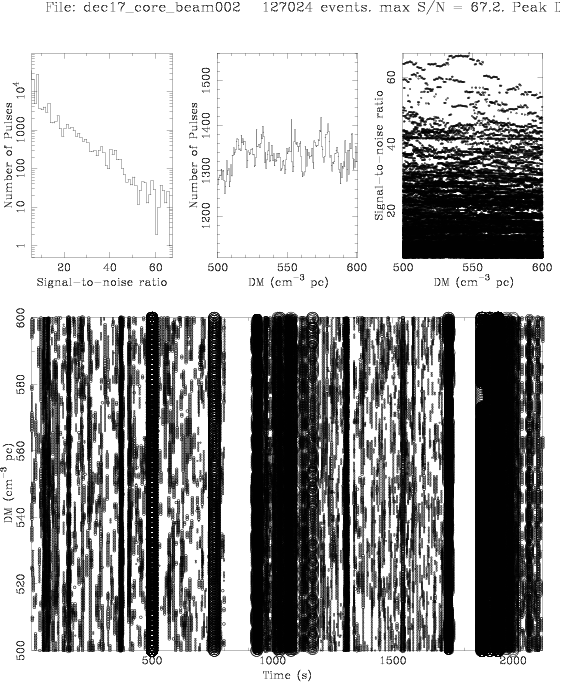 File: dec17_core_beam002 127024 events. max S/N = 67.2. Peak D
Number of Pulses
1 10 100 1000 10⁴
20 40 60
Signal-to-noise ratio
Number of Pulses
1200 1300 1400 1500
500 550 600
DM (cm⁻³ pc)
Signal-to-noise ratio
20 40 60
500 550 600
DM (cm⁻³ pc)
DM (cm⁻³ pc)
500 520 540 560 580 600
500 1000 1500 2000
Time (s)